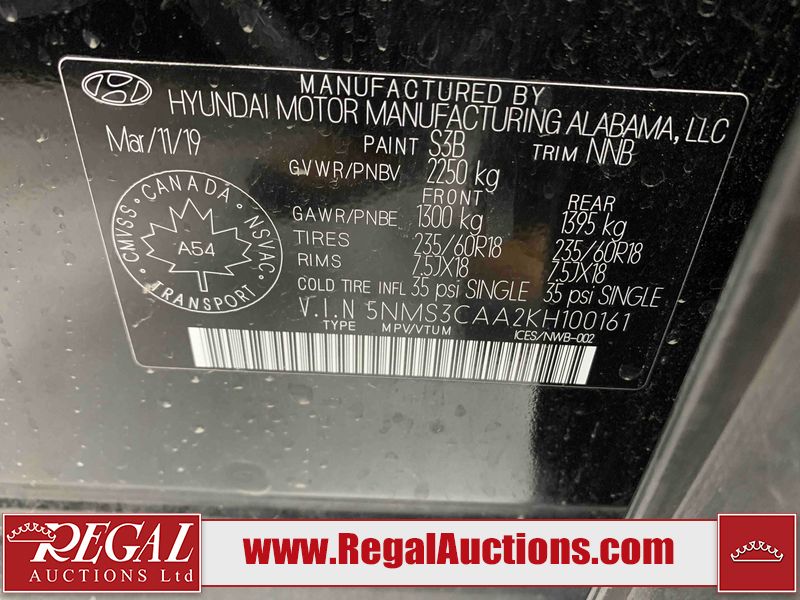 MANUFACTURED BY
HYUNDAI MOTOR MANUFACTURING ALABAMA, LLC
Mar/11/19 PAINT S3B TRIM NNB
GVWR/PNBV 2250 kg
FRONT REAR
GAWR/PNBE 1300 kg 1395 kg
TIRES 235/60R18 235/60R18
RIMS 7.5JX18 7.5JX18
COLD TIRE INFL 35 psi SINGLE 35 psi SINGLE
V.I.N 5NMS3CAA2KH100161
TYPE MPV/VTUM ICES/NWB-002
CANADA
CMVSS NSVAC
A54
TRANSPORT
REGAL
AUCTIONS Ltd
www.RegalAuctions.com